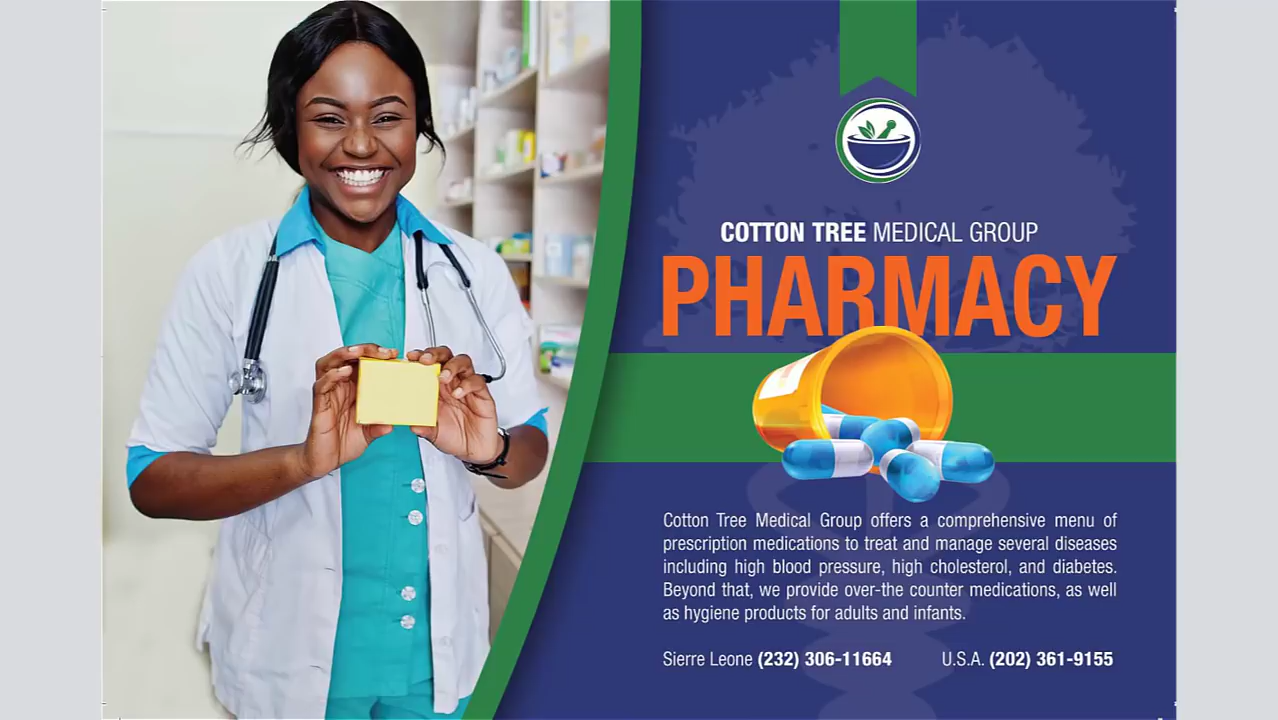 COTTON TREE MEDICAL GROUP
PHARMACY
Cotton Tree Medical Group offers a comprehensive menu of
prescription medications to treat and manage several diseases
including high blood pressure, high cholesterol, and diabetes.
Beyond that, we provide over-the counter medications, as well
as hygiene products for adults and infants.
Sierre Leone (232) 306-11664 U.S.A. (202) 361-9155